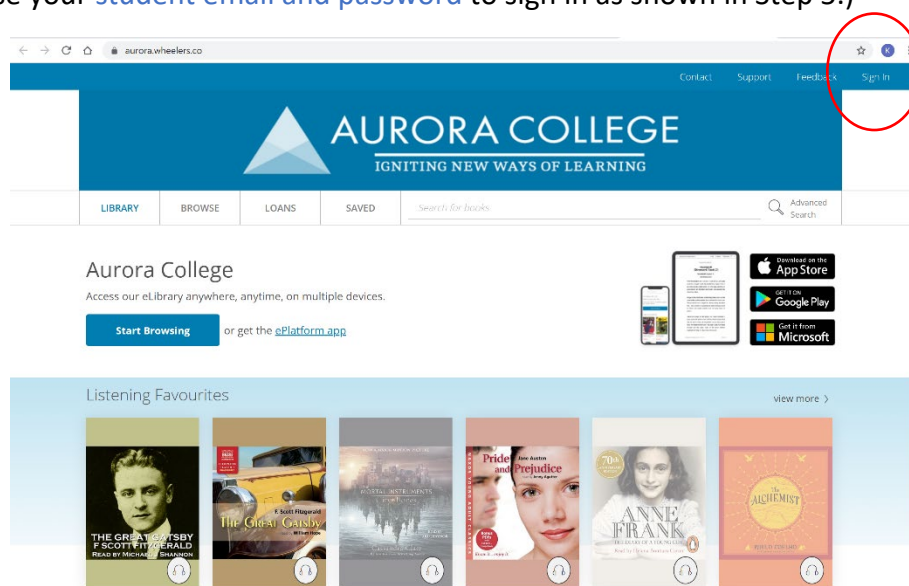 se your student email and password to sign in as shown in Step 3.)
aurora.wheelers.co
K
Contact Support Feedback Sign In
AURORA COLLEGE
IGNITING NEW WAYS OF LEARNING
LIBRARY BROWSE LOANS SAVED Search for books Advanced Search
Aurora College
Access our eLibrary anywhere, anytime, on multiple devices.
Start Browsing or get the ePlatform app
Download on the
App Store
GET IT ON
Google Play
Get it from
Microsoft
Listening Favourites
view more >
THE GREAT GATSBY
F SCOTT FITZGERALD
READ BY MICHAEL SHANNON
F. Scott Fitzgerald
The Great Gatsby
Pride and Prejudice
Jane Austen
MORTAL INSTRUMENTS
70th
ANNE
FRANK
The
ALCHEMIST